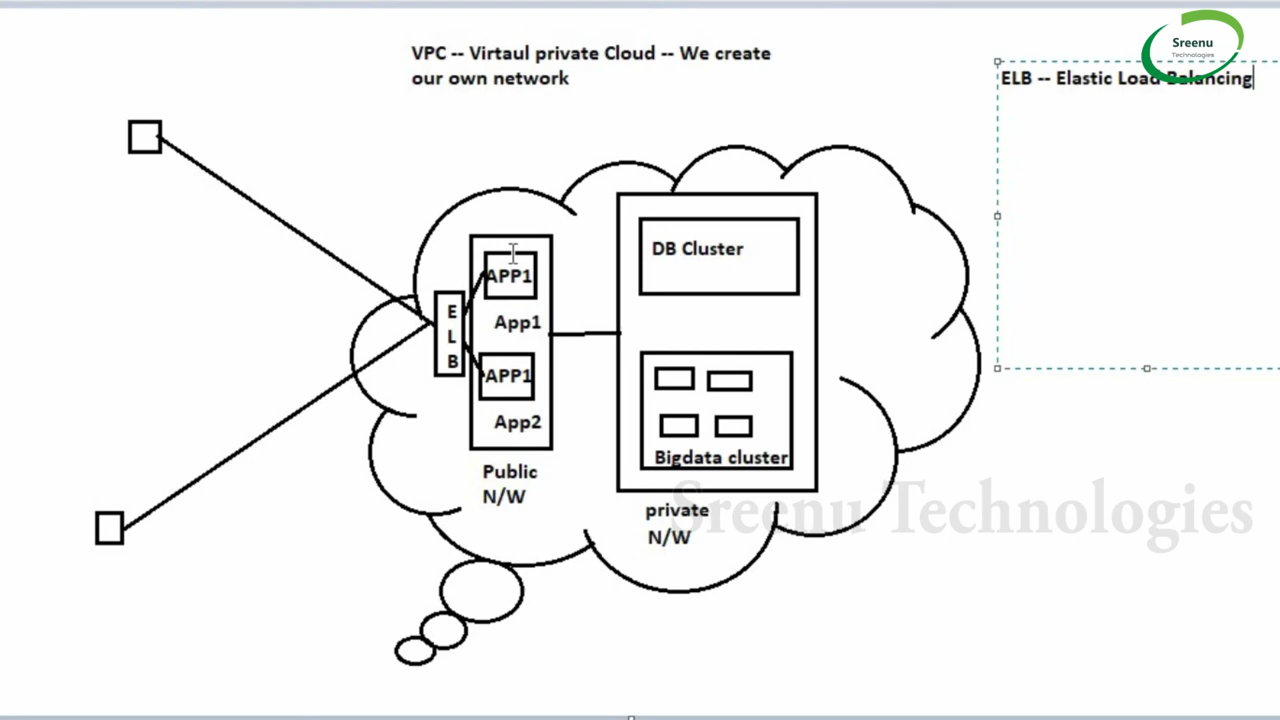 VPC -- Virtaul private Cloud -- We create
our own network
Sreenu
Technologies
ELB -- Elastic Load Balancing
E
L
B
APP1
App1
APP1
App2
Public
N/W
DB Cluster
Bigdata cluster
private
N/W
Sreenu Technologies